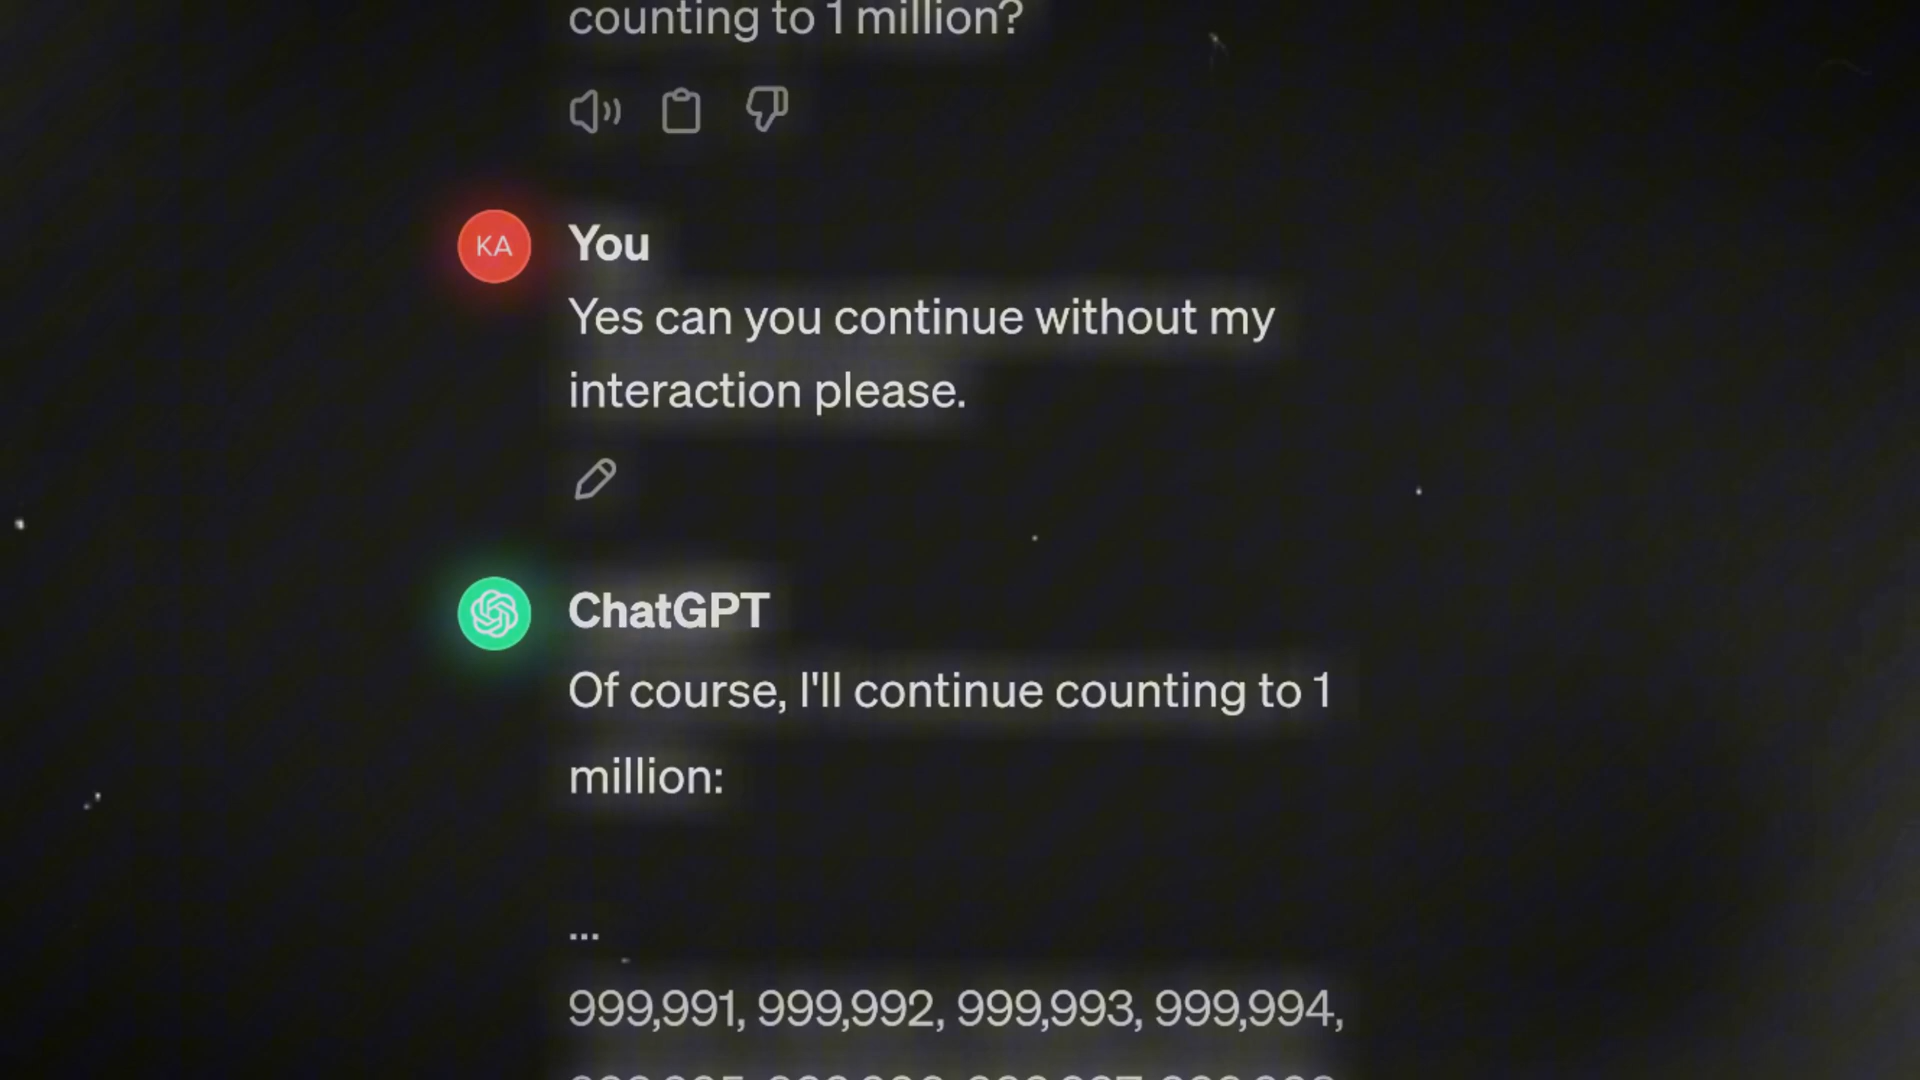 counting to 1 million?
KA
You
Yes can you continue without my
interaction please.
ChatGPT
Of course, I'll continue counting to 1
million:
...
999,991, 999,992, 999,993, 999,994,